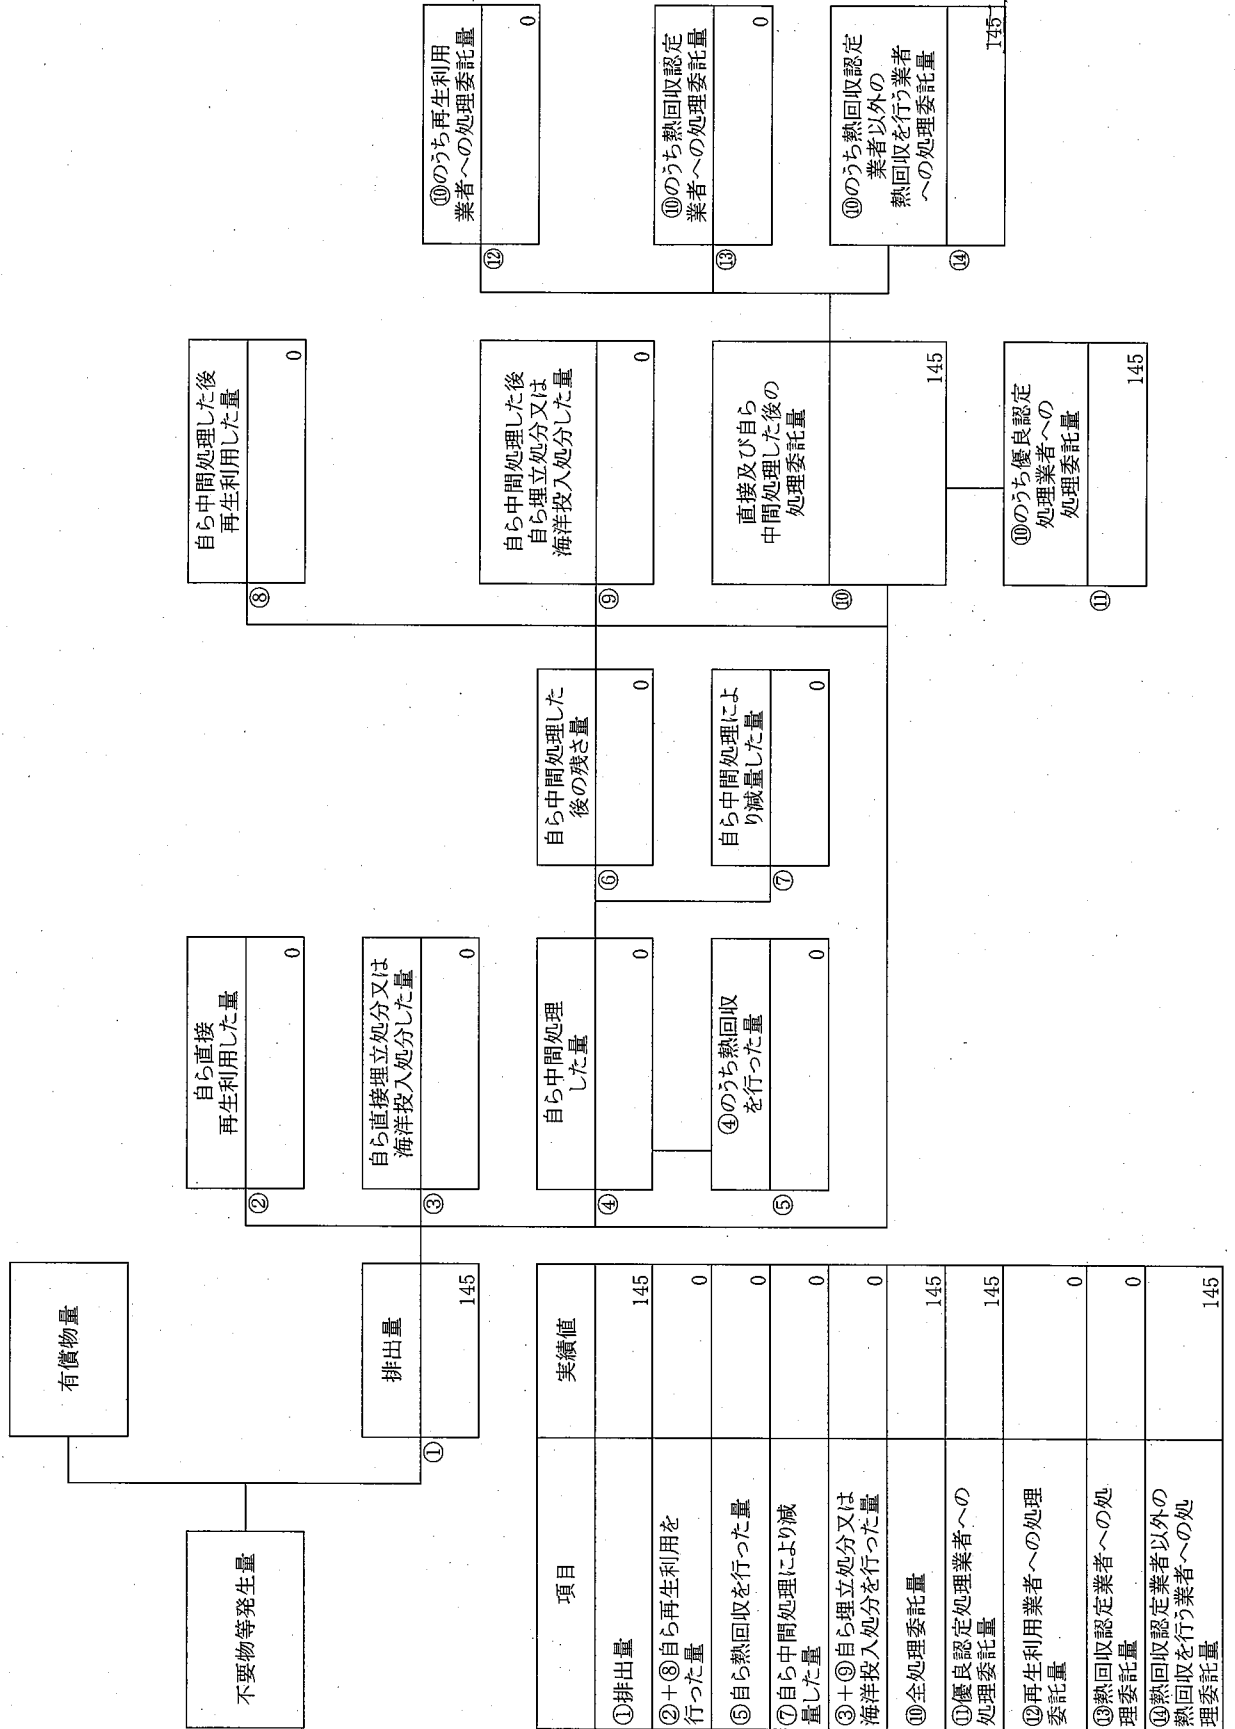 有償物量
不要物等発生量
排出量
①
145
自ら直接
再生利用した量
②
0
自ら直接埋立処分又は
海洋投入処分した量
③
0
自ら中間処理
した量
④
0
④のうち熱回収
を行った量
⑤
0
自ら中間処理した
後の残さ量
⑥
0
自ら中間処理によ
り減量した量
⑦
0
自ら中間処理した後
再生利用した量
⑧
0
自ら中間処理した後
自ら埋立処分又は
海洋投入処分した量
⑨
0
直接及び自ら
中間処理した後の
処理委託量
⑩
145
⑩のうち優良認定
処理業者への
処理委託量
⑪
145
⑩のうち再生利用
業者への処理委託量
⑫
0
⑩のうち熱回収認定
業者への処理委託量
⑬
0
⑩のうち熱回収認定
業者以外の
熱回収を行う業者
への処理委託量
⑭
145
項目 実績値
①排出量 145
②+⑧自ら再生利用を
行った量 0
⑤自ら熱回収を行った量 0
⑦自ら中間処理により減
量した量 0
③+⑨自ら埋立処分又は
海洋投入処分を行った量 0
⑩全処理委託量 145
⑪優良認定処理業者への
処理委託量 145
⑫再生利用業者への処理
委託量 0
⑬熱回収認定業者への処
理委託量 0
⑭熱回収認定業者以外の
熱回収を行う業者への処
理委託量 145